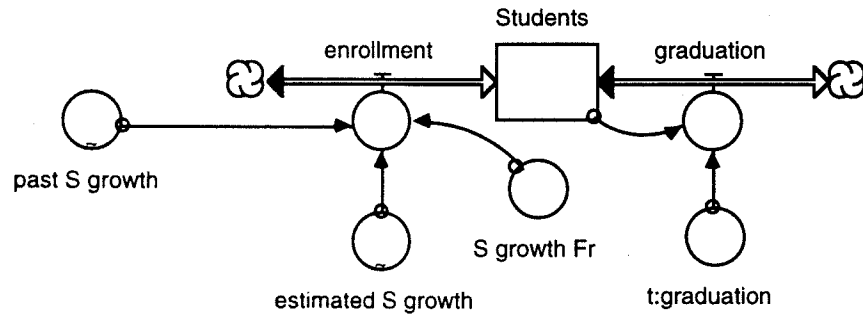 Students
enrollment
graduation
past S growth
S growth Fr
estimated S growth
t:graduation